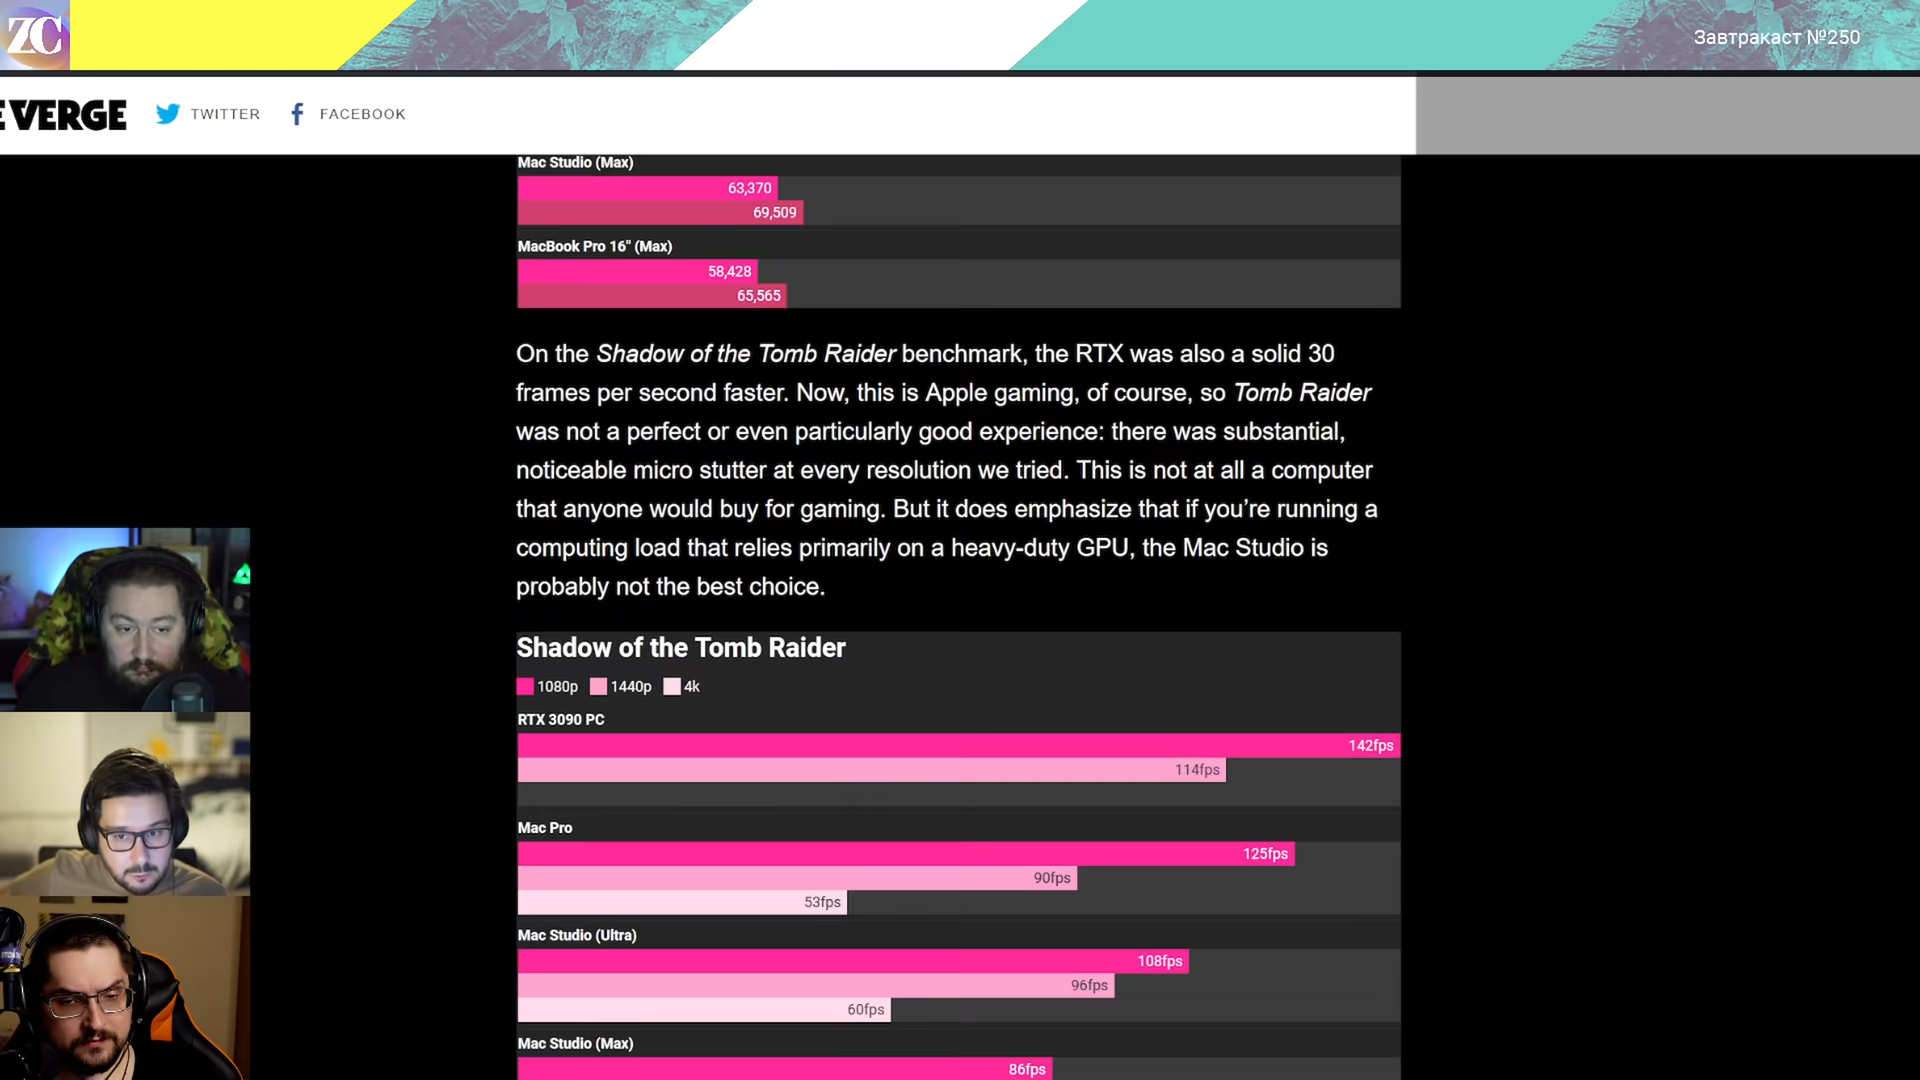 ZC
Завтракаст №250
E VERGE
TWITTER
FACEBOOK
Mac Studio (Max)
63,370
69,509
MacBook Pro 16" (Max)
58,428
65,565
On the Shadow of the Tomb Raider benchmark, the RTX was also a solid 30
frames per second faster. Now, this is Apple gaming, of course, so Tomb Raider
was not a perfect or even particularly good experience: there was substantial,
noticeable micro stutter at every resolution we tried. This is not at all a computer
that anyone would buy for gaming. But it does emphasize that if you’re running a
computing load that relies primarily on a heavy-duty GPU, the Mac Studio is
probably not the best choice.
Shadow of the Tomb Raider
1080p 1440p 4k
RTX 3090 PC
142fps
114fps
Mac Pro
125fps
90fps
53fps
Mac Studio (Ultra)
108fps
96fps
60fps
Mac Studio (Max)
86fps